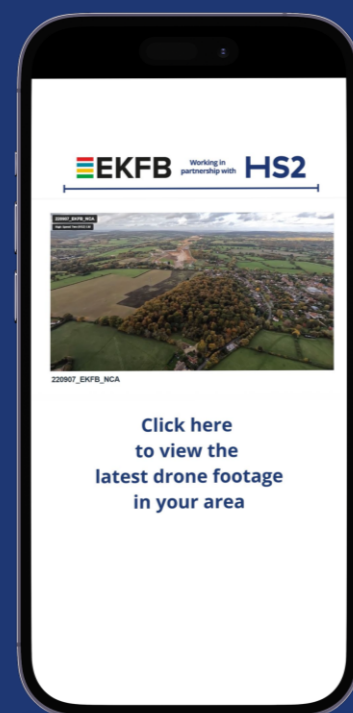 EKFB Working in partnership with HS2
220907_EKFB_NCA
220907_EKFB_NCA
Click here
to view the
latest drone footage
in your area